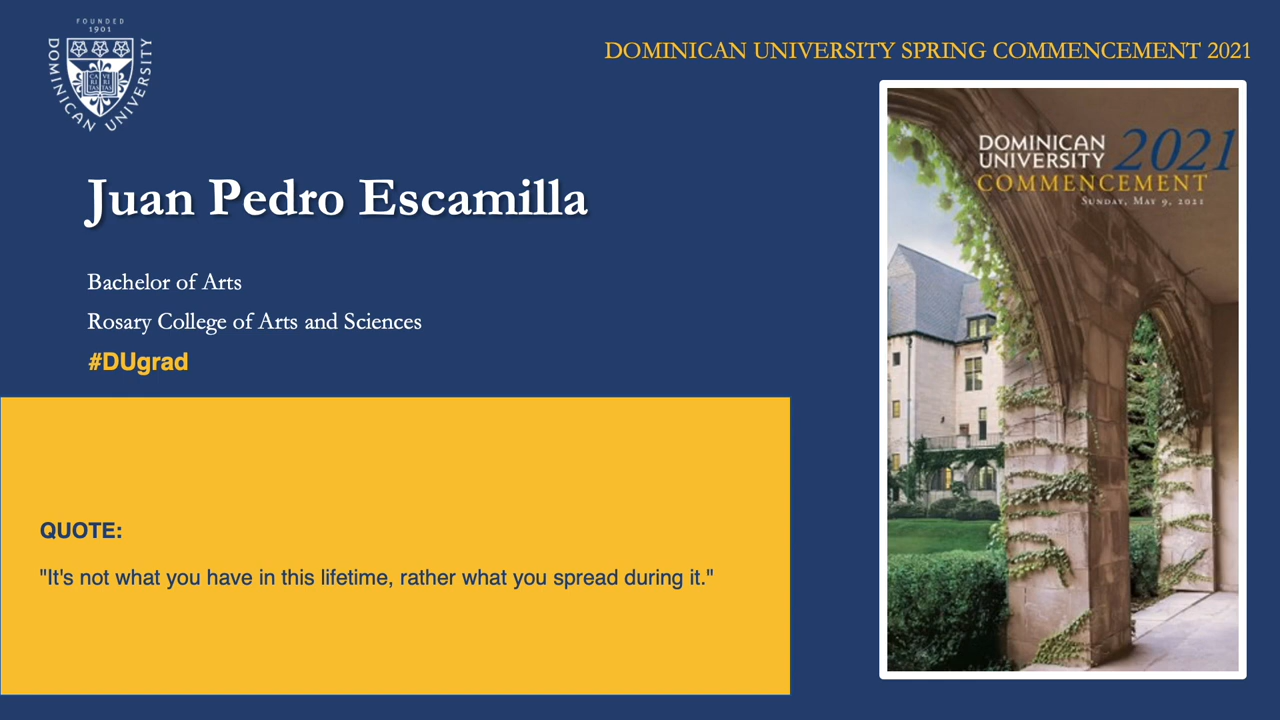 FOUNDED
1901
DOMINICAN UNIVERSITY
CA VE
RI RI
TAS TAS
DOMINICAN UNIVERSITY SPRING COMMENCEMENT 2021
Juan Pedro Escamilla
Bachelor of Arts
Rosary College of Arts and Sciences
#DUgrad
QUOTE:
"It's not what you have in this lifetime, rather what you spread during it."
DOMINICAN 2021
UNIVERSITY
COMMENCEMENT
Sunday, May 9, 2021